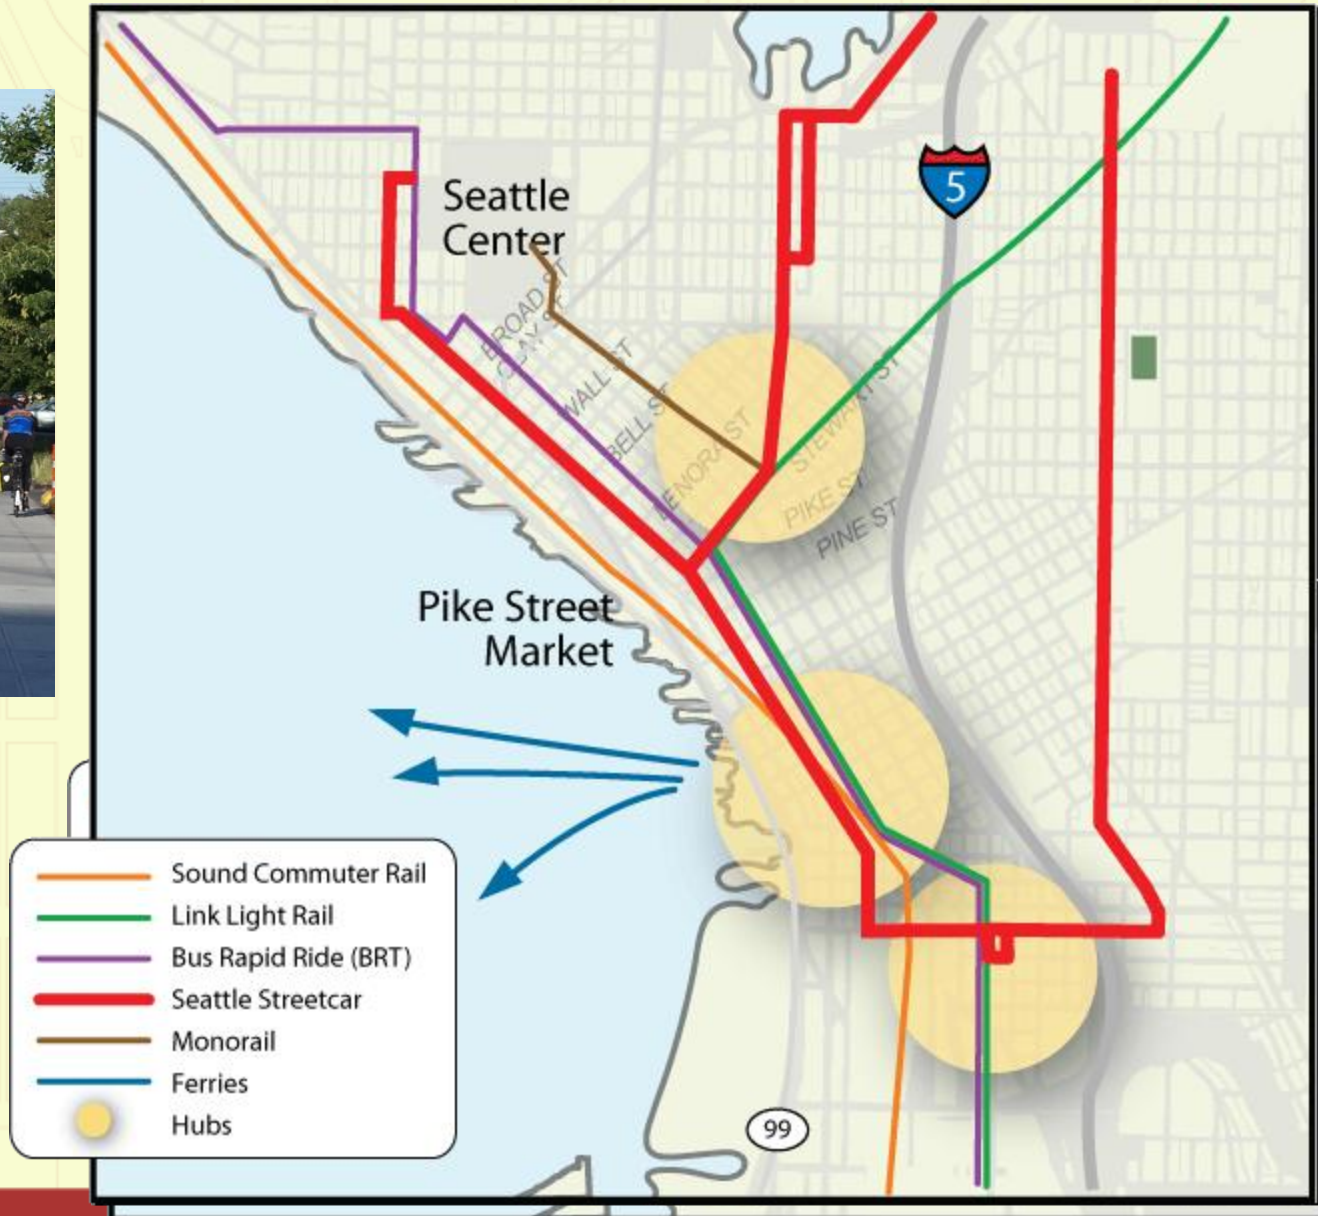 Seattle
Center
5
BROAD ST
CLAY ST
WALL ST
BELL ST
LENORA ST
STEWART ST
PIKE ST
PINE ST
Pike Street
Market
Sound Commuter Rail
Link Light Rail
Bus Rapid Ride (BRT)
Seattle Streetcar
Monorail
Ferries
Hubs
99